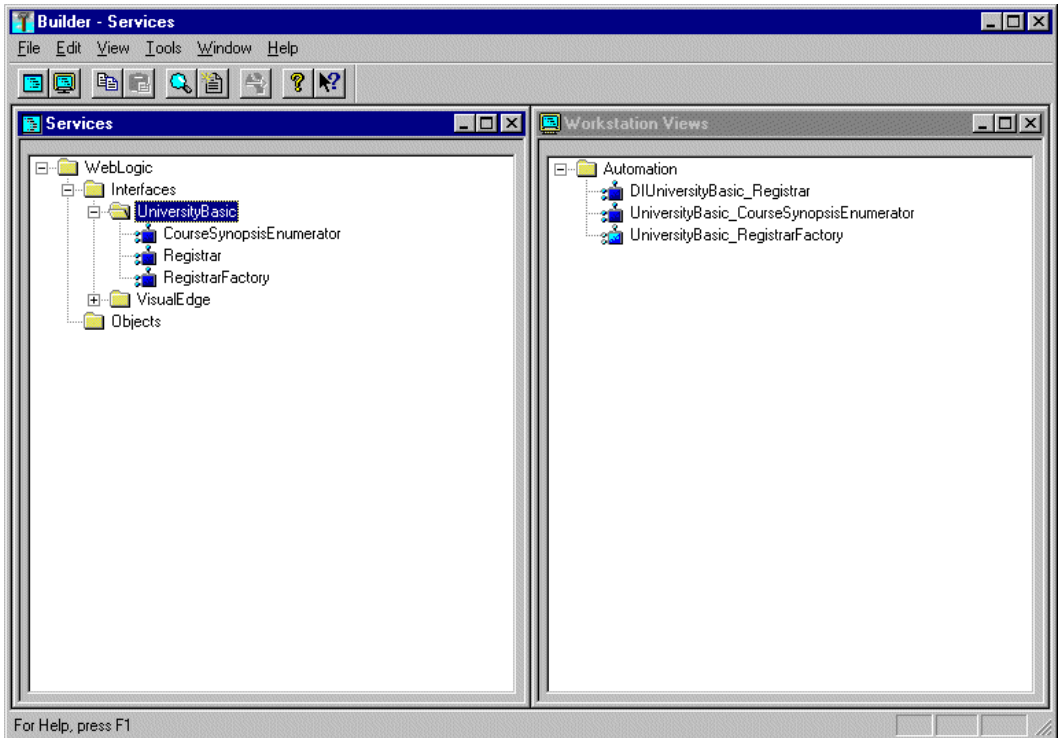 Builder - Services
File Edit View Tools Window Help
Services
WebLogic
Interfaces
UniversityBasic
CourseSynopsisEnumerator
Registrar
RegistrarFactory
VisualEdge
Objects
Workstation Views
Automation
DIUniversityBasic_Registrar
UniversityBasic_CourseSynopsisEnumerator
UniversityBasic_RegistrarFactory
For Help, press F1